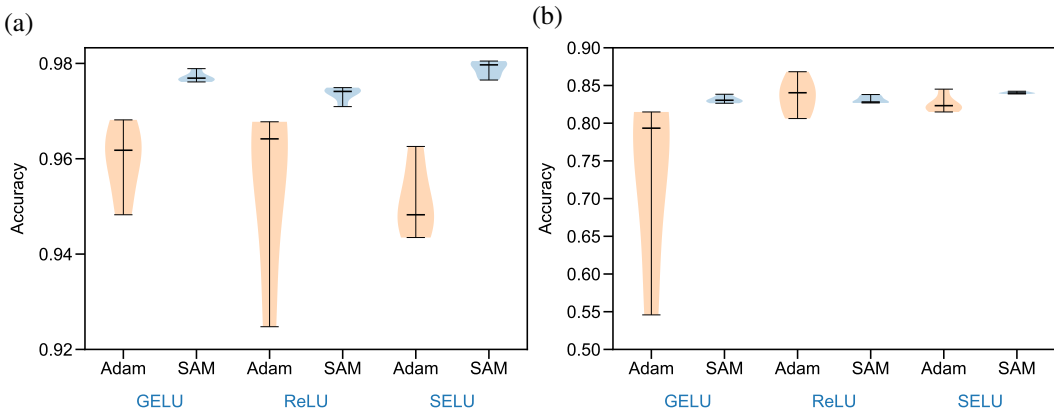 (a)
Accuracy
0.98
0.96
0.94
0.92
Adam SAM Adam SAM Adam SAM
GELU ReLU SELU
(b)
Accuracy
0.90
0.85
0.80
0.75
0.70
0.65
0.60
0.55
0.50
Adam SAM Adam SAM Adam SAM
GELU ReLU SELU